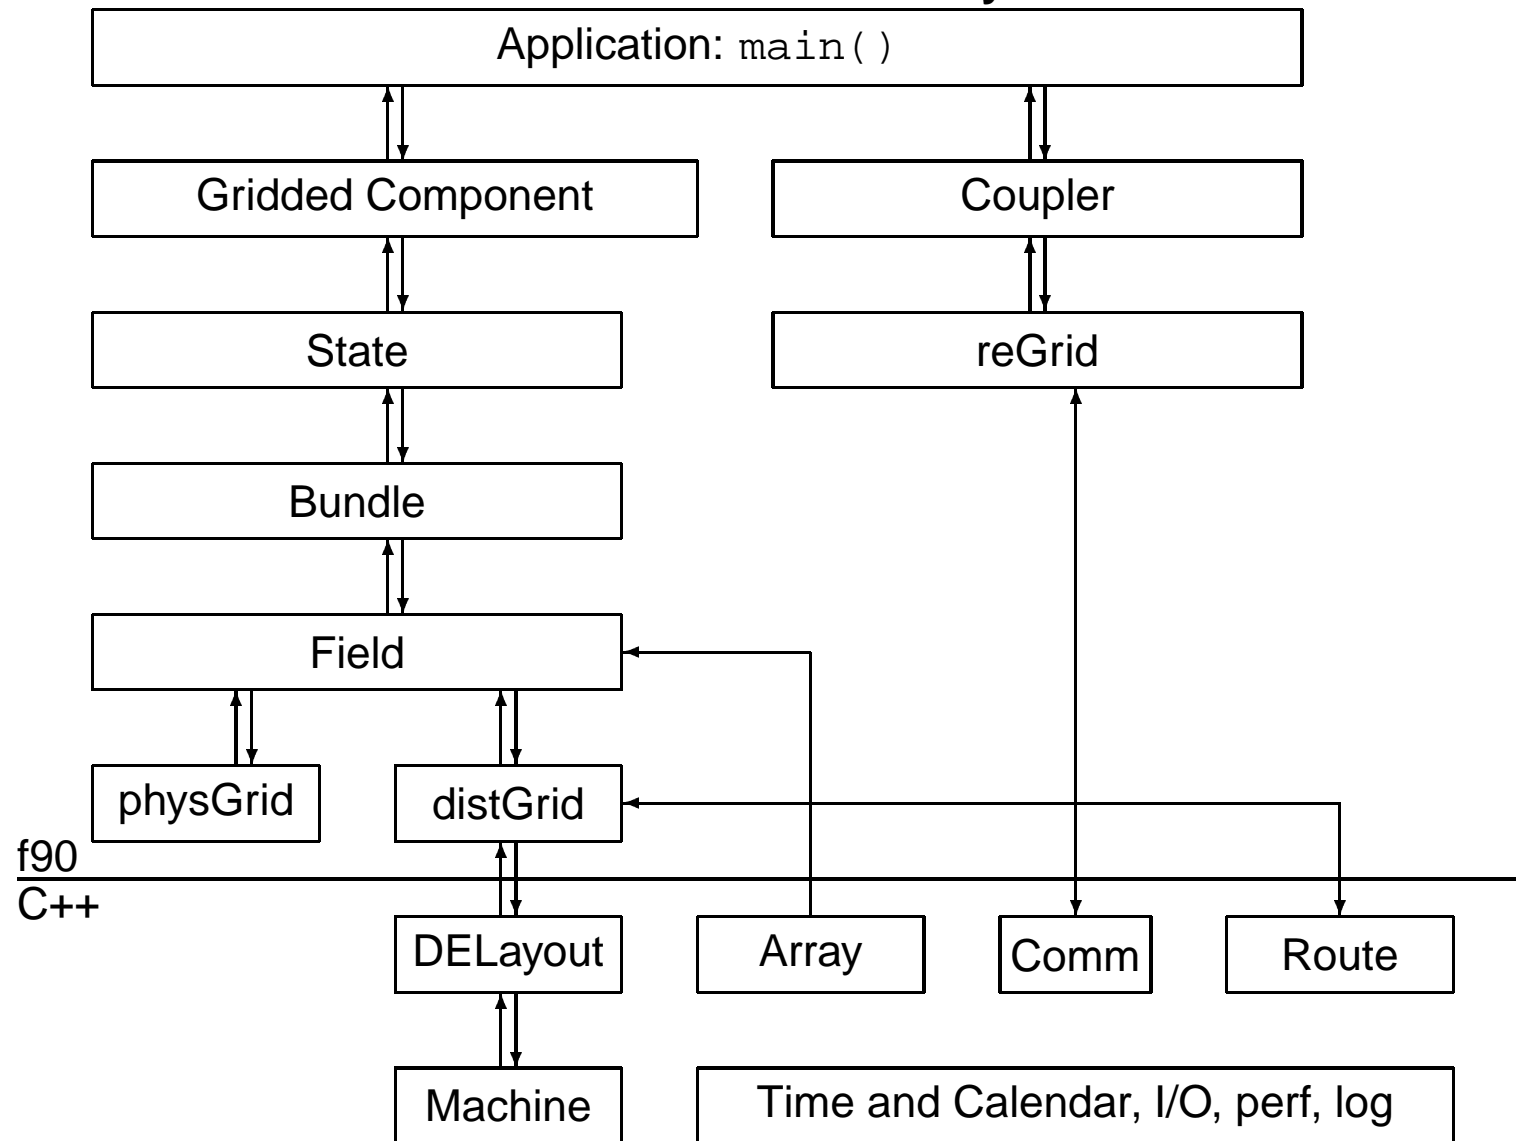 Application: main()
Gridded Component
Coupler
State
reGrid
Bundle
Field
physGrid
distGrid
f90
C++
DELayout
Array
Comm
Route
Machine
Time and Calendar, I/O, perf, log